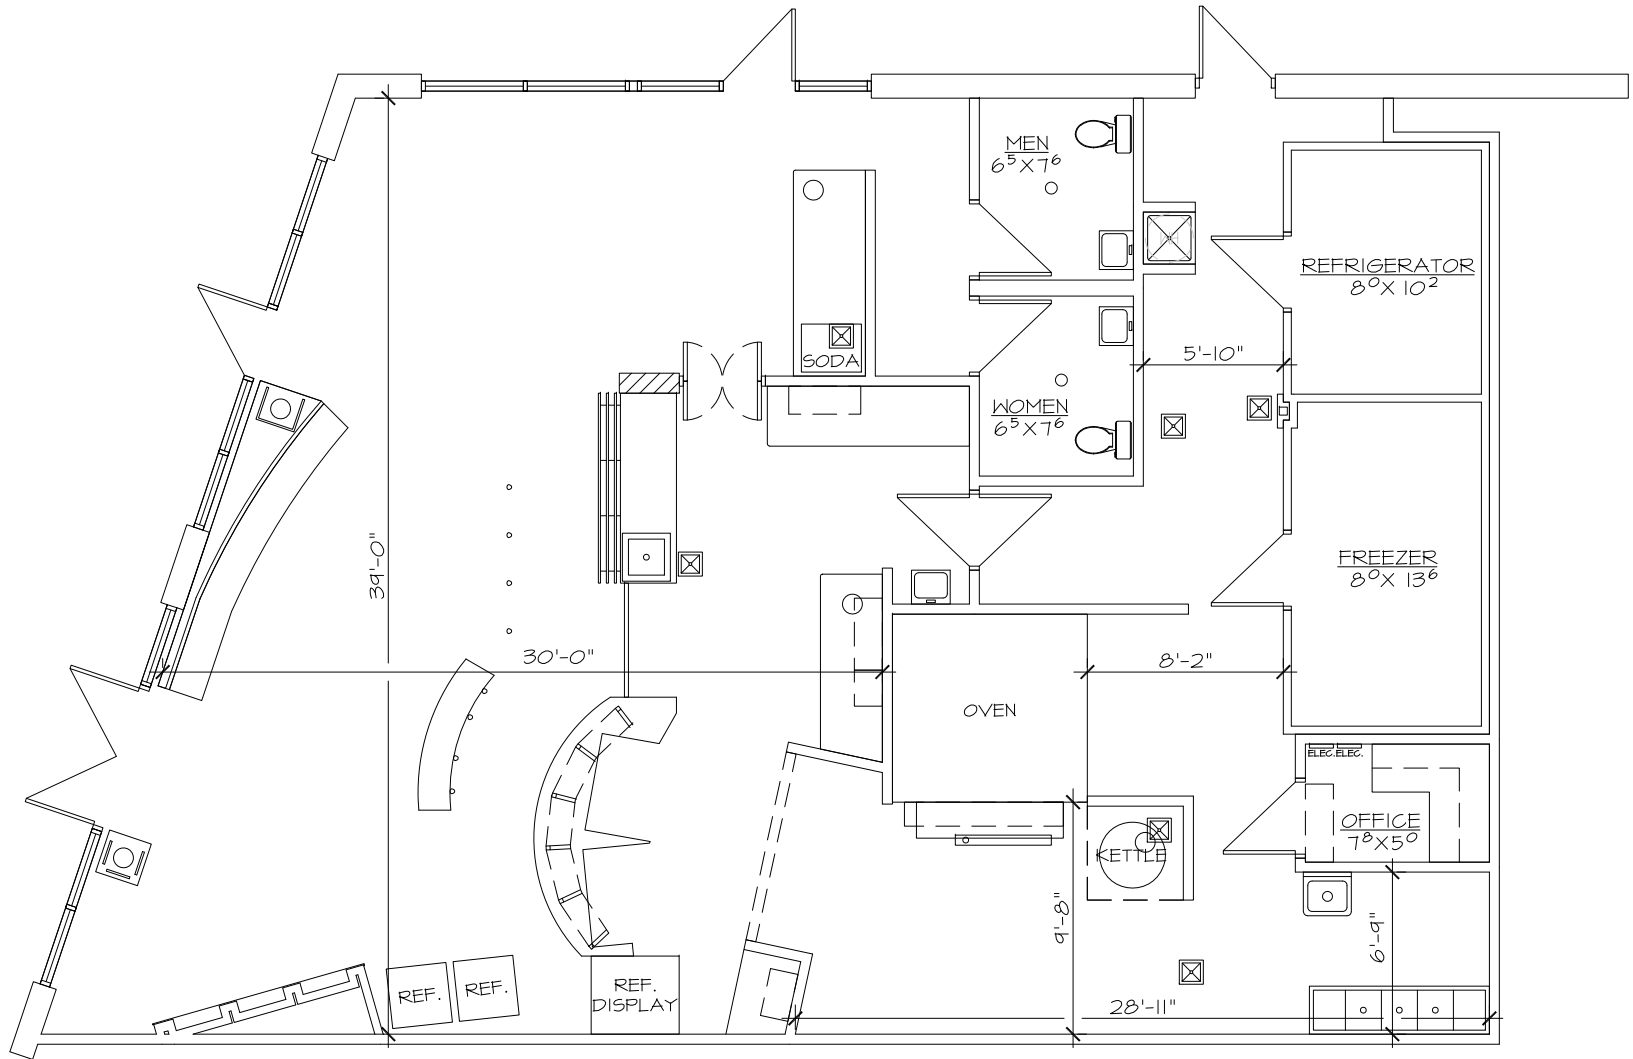 MEN
6⁵X7⁶
REFRIGERATOR
8⁰X 10²
5'-10"
SODA
WOMEN
6⁵X7⁶
39'-0"
FREEZER
8⁰X 13⁶
30'-0"
8'-2"
OVEN
ELEC. ELEC.
OFFICE
7⁸X5⁰
KETTLE
9'-8"
6'-9"
REF.
REF.
REF.
DISPLAY
28'-11"